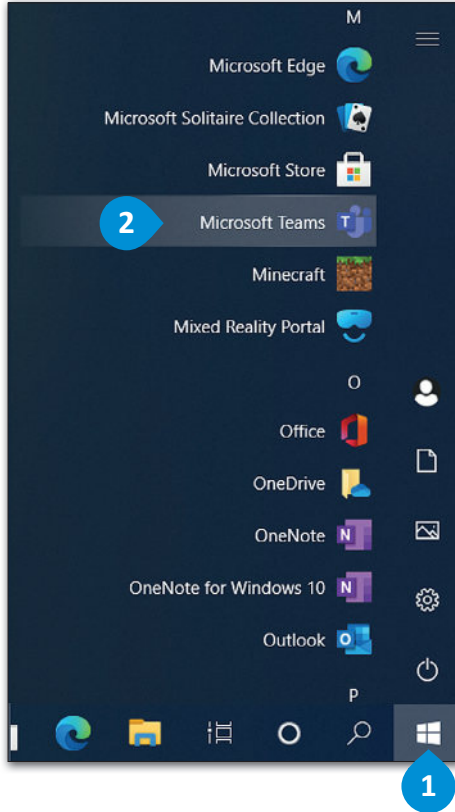 M
Microsoft Edge
Microsoft Solitaire Collection
Microsoft Store
2 Microsoft Teams
Minecraft
Mixed Reality Portal
O
Office
OneDrive
OneNote
OneNote for Windows 10
Outlook
P
1